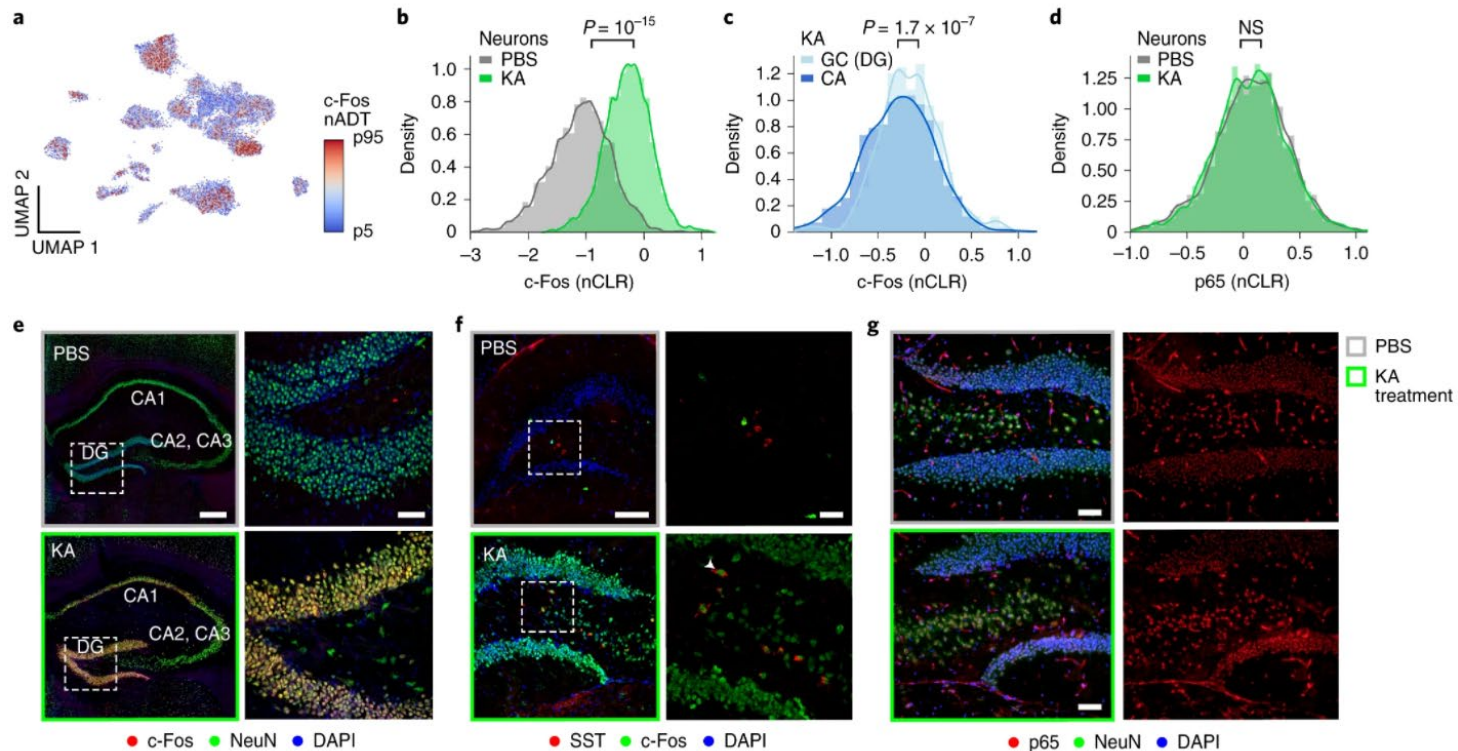 a
c-Fos
nADT
p95
p5
UMAP 2
UMAP 1
b
P = 10⁻¹⁵
Neurons
PBS
KA
1.0
0.8
0.6
0.4
0.2
0
Density
−3
−2
−1
0
1
c-Fos (nCLR)
c
P = 1.7 × 10⁻⁷
KA
GC (DG)
CA
1.2
1.0
0.8
0.6
0.4
0.2
0
Density
−1.0
−0.5
0
0.5
1.0
c-Fos (nCLR)
d
NS
Neurons
PBS
KA
1.25
1.00
0.75
0.50
1.25
0
Density
−1.0
−0.5
0
0.5
1.0
p65 (nCLR)
e
PBS
CA1
CA2, CA3
DG
KA
CA1
CA2, CA3
DG
c-Fos NeuN DAPI
f
PBS
KA
SST c-Fos DAPI
g
PBS
KA
treatment
p65 NeuN DAPI